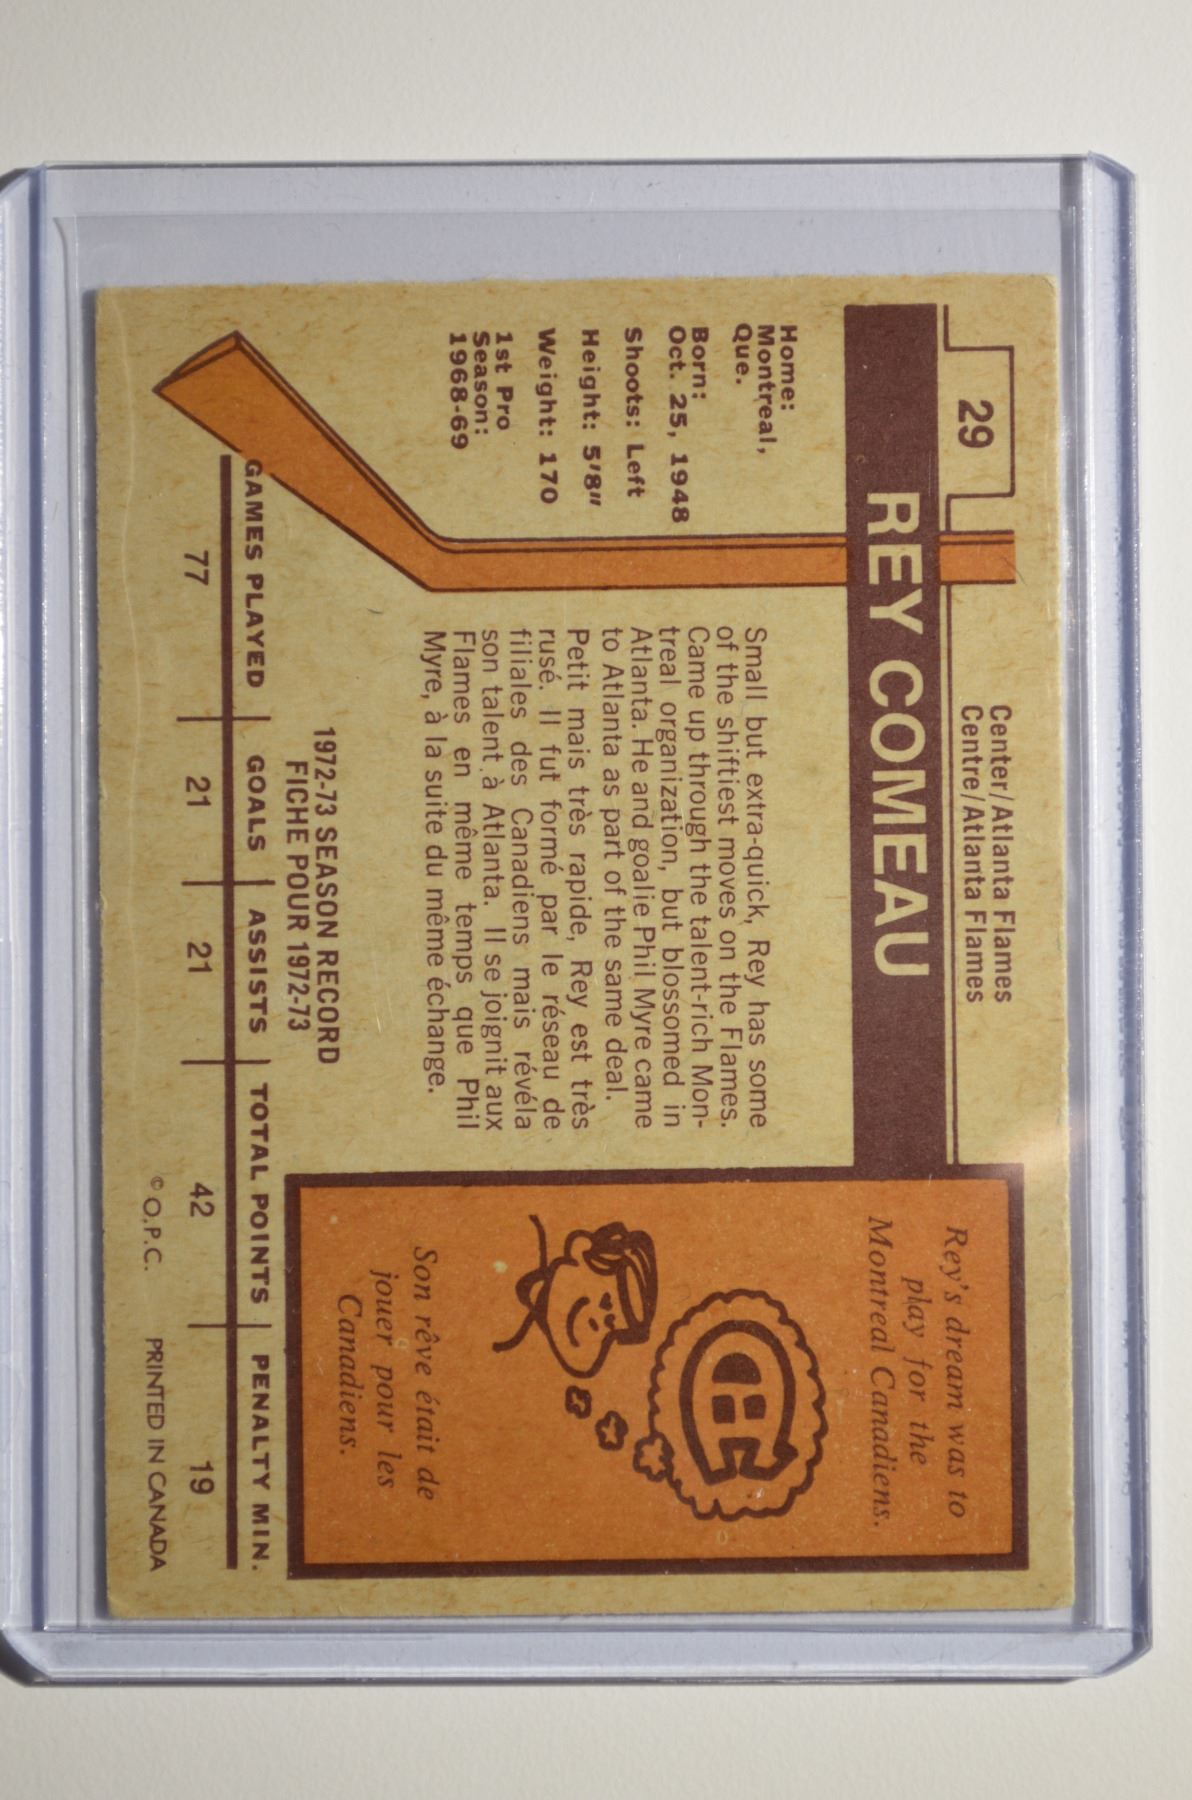 29
Center/Atlanta Flames
Centre/Atlanta Flames
REY COMEAU
Home:
Montreal,
Que.
Born:
Oct. 25, 1948
Shoots: Left
Height: 5'8"
Weight: 170
1st Pro
Season:
1968-69
Small but extra-quick, Rey has some
of the shiftiest moves on the Flames.
Came up through the talent-rich Mon-
treal organization, but blossomed in
Atlanta. He and goalie Phil Myre came
to Atlanta as part of the same deal.
Petit mais très rapide, Rey est très
rusé. Il fut formé par le réseau de
filiales des Canadiens mais révéla
son talent à Atlanta. Il se joignit aux
Flames en même temps que Phil
Myre, à la suite du même échange.
Rey's dream was to
play for the
Montreal Canadiens.
CH
Son rêve était de
jouer pour les
Canadiens.
1972-73 SEASON RECORD
FICHE POUR 1972-73
GAMES PLAYED GOALS ASSISTS TOTAL POINTS PENALTY MIN.
77 21 21 42 19
© O.P.C. PRINTED IN CANADA